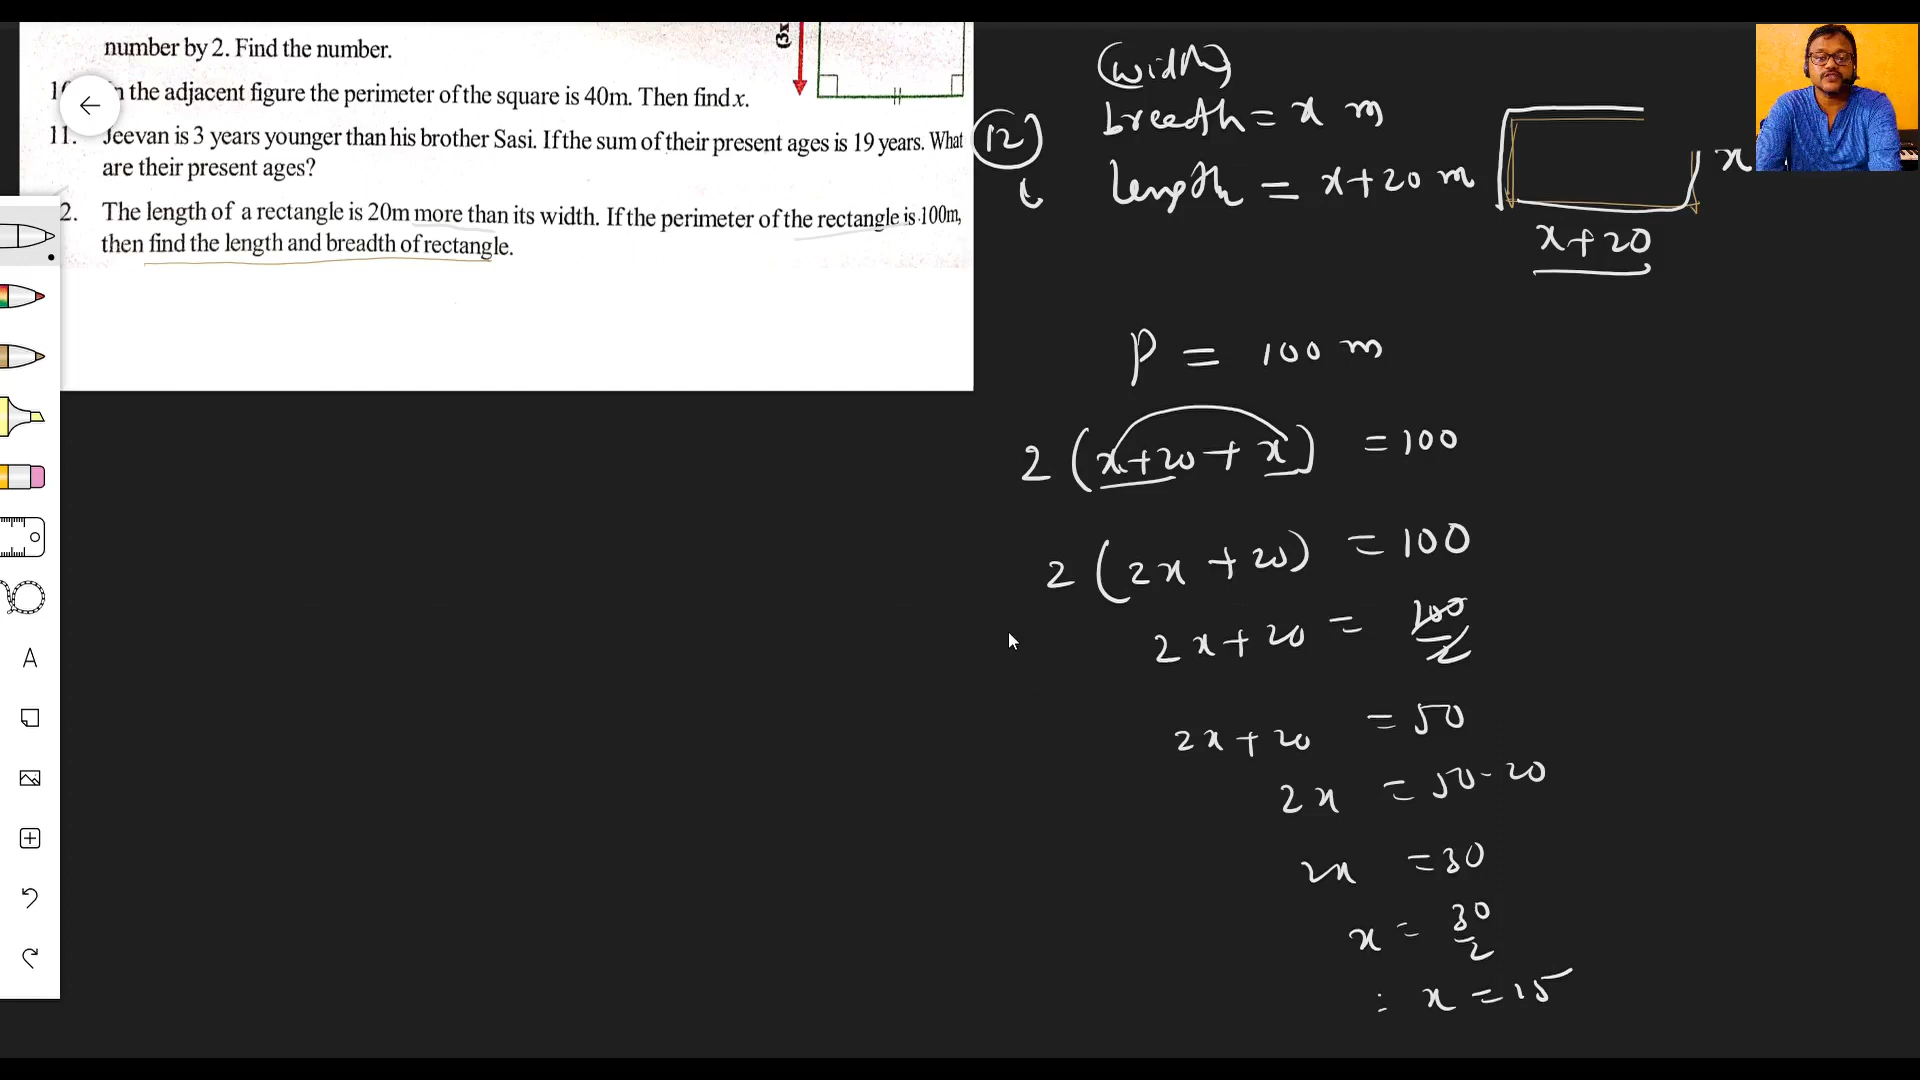 number by 2. Find the number.
n the adjacent figure the perimeter of the square is 40m. Then find x.
11. Jeevan is 3 years younger than his brother Sasi. If the sum of their present ages is 19 years. What
are their present ages?
2. The length of a rectangle is 20m more than its width. If the perimeter of the rectangle is 100m,
then find the length and breadth of rectangle.
3x
A
(width)
(12) breadth = x m
length = x+20 m
x
x+20
P = 100 m
2 (x+20+x) = 100
2 (2x+20) = 100
2x+20 = 100/2
2x+20 = 50
2x = 50-20
2x = 30
x = 30/2
: x = 15